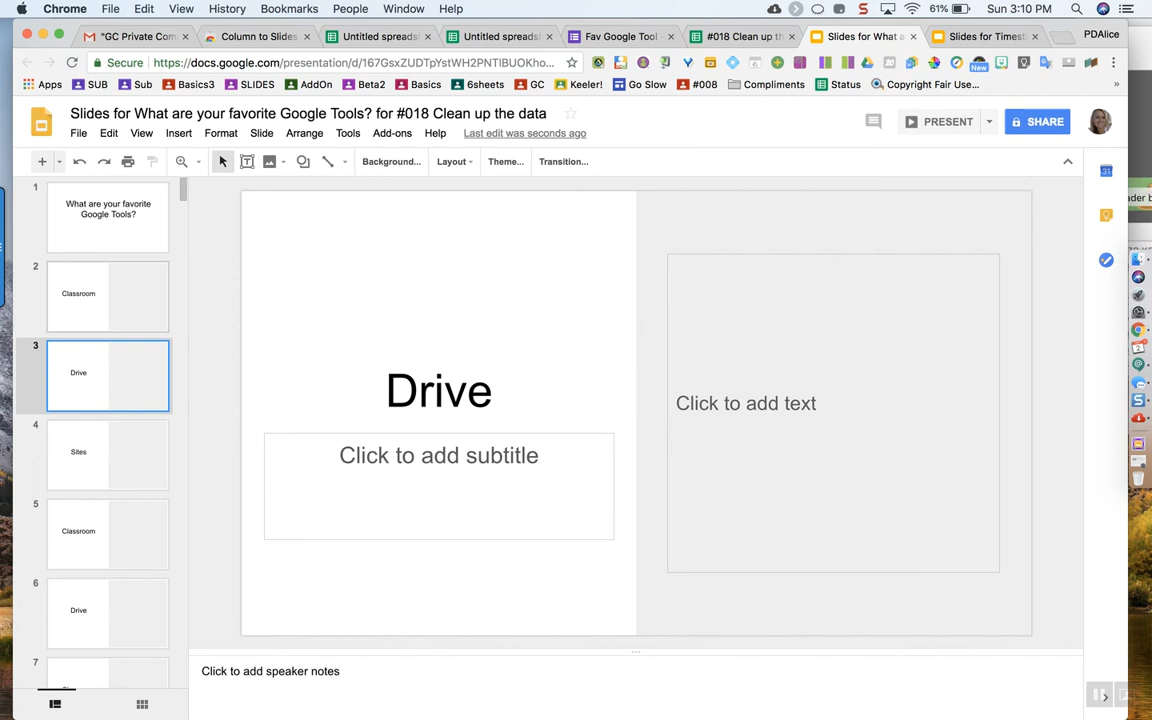 Chrome File Edit View History Bookmarks People Window Help 61% Sun 3:10 PM
"GC Private Com Column to Slides Untitled spreads Untitled spreads Fav Google Tool #018 Clean up th Slides for What a Slides for Timest PDAlice
Secure https://docs.google.com/presentation/d/167GsxZUDTpYstWH2PNTlBUOKho... New
Apps SUB Sub Basics3 SLIDES AddOn Beta2 Basics 6sheets GC Keeler! Go Slow #008 Compliments Status Copyright Fair Use... »
Slides for What are your favorite Google Tools? for #018 Clean up the data
File Edit View Insert Format Slide Arrange Tools Add-ons Help Last edit was seconds ago
PRESENT SHARE
Background... Layout Theme... Transition...
1 What are your favorite
Google Tools?
2 Classroom
3 Drive
4 Sites
5 Classroom
6 Drive
7
Drive
Click to add subtitle
Click to add text
Click to add speaker notes
ader b